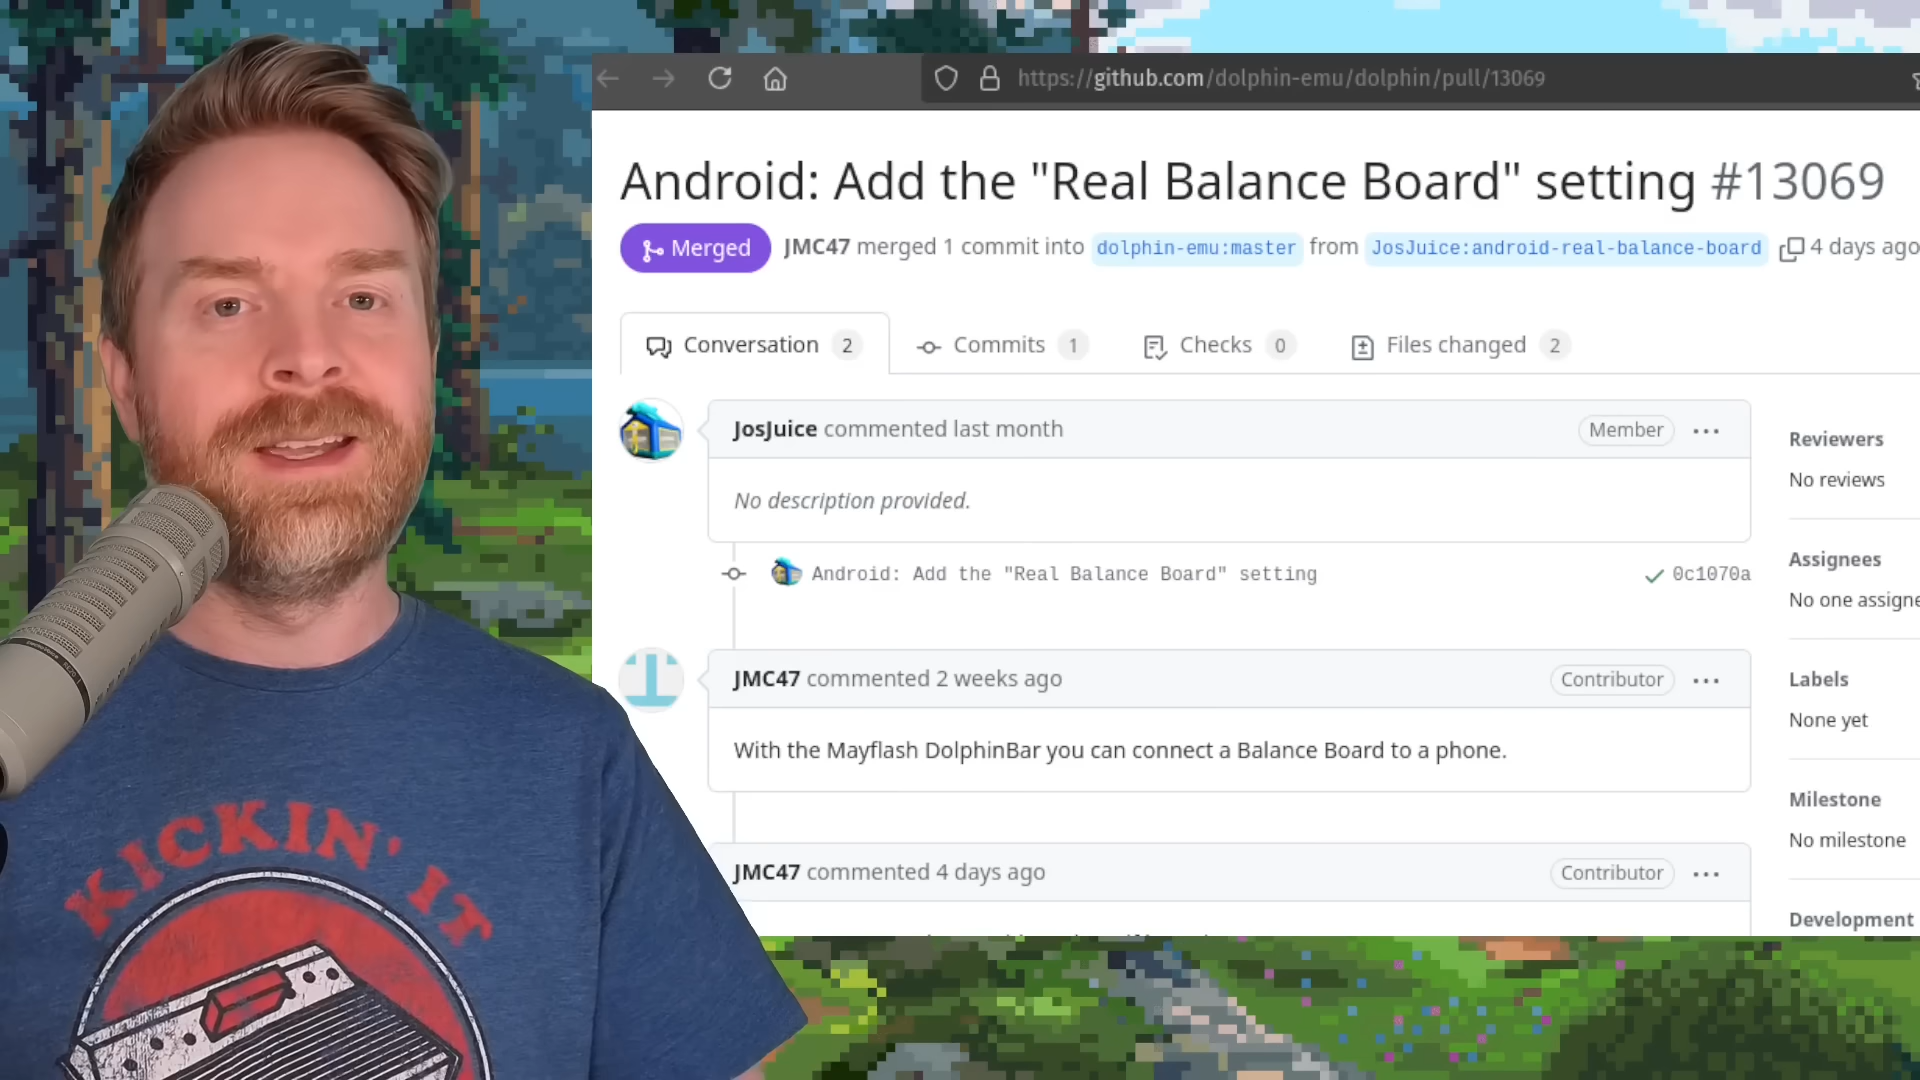 https://github.com/dolphin-emu/dolphin/pull/13069
Android: Add the "Real Balance Board" setting #13069
Merged JMC47 merged 1 commit into dolphin-emu:master from JosJuice:android-real-balance-board 4 days ago
Conversation 2 Commits 1 Checks 0 Files changed 2
JosJuice commented last month Member
No description provided.
Android: Add the "Real Balance Board" setting 0c1070a
JMC47 commented 2 weeks ago Contributor
With the Mayflash DolphinBar you can connect a Balance Board to a phone.
JMC47 commented 4 days ago Contributor
Reviewers
No reviews
Assignees
No one assigne
Labels
None yet
Milestone
No milestone
Development
KICKIN' IT